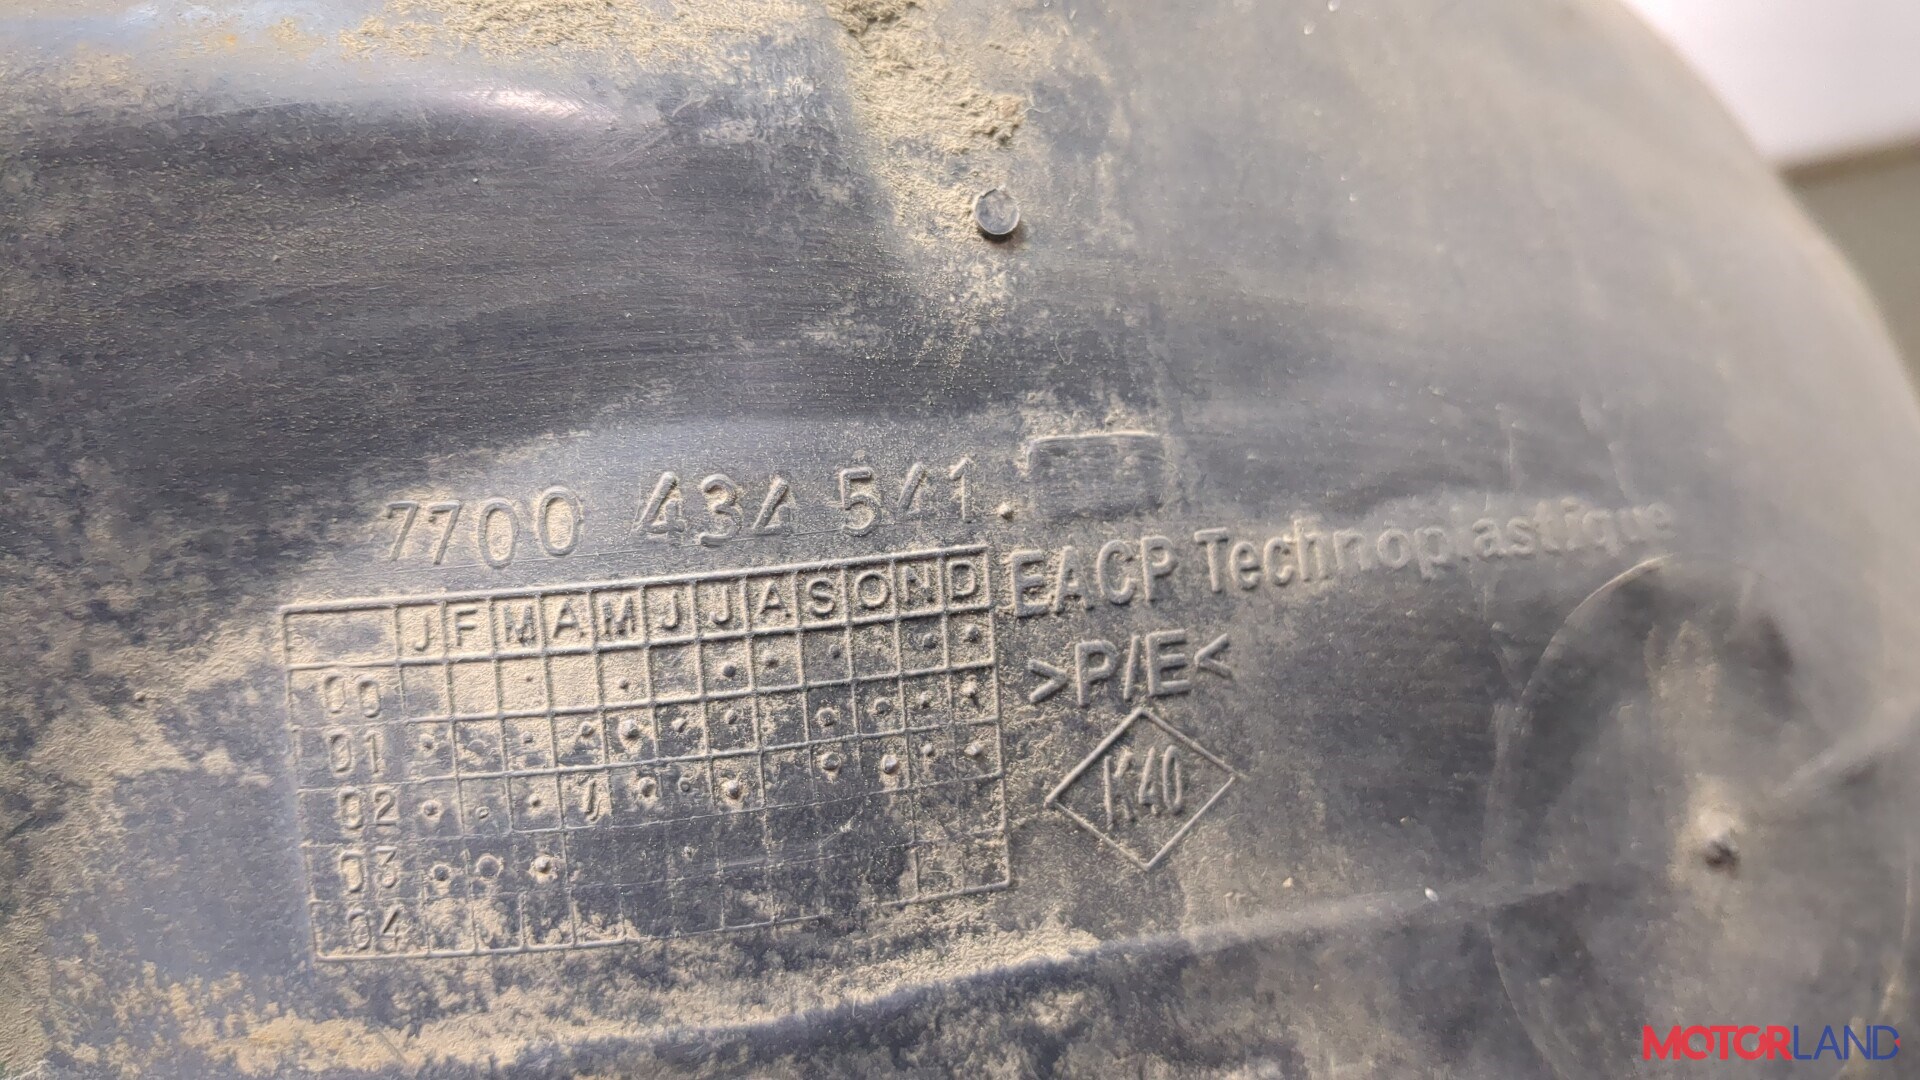 7700 434 541.
EACP Technoplastique
J F M A M J J A S O N D
>P/E<
00
01
K40
02
03
04
MOTORLAND